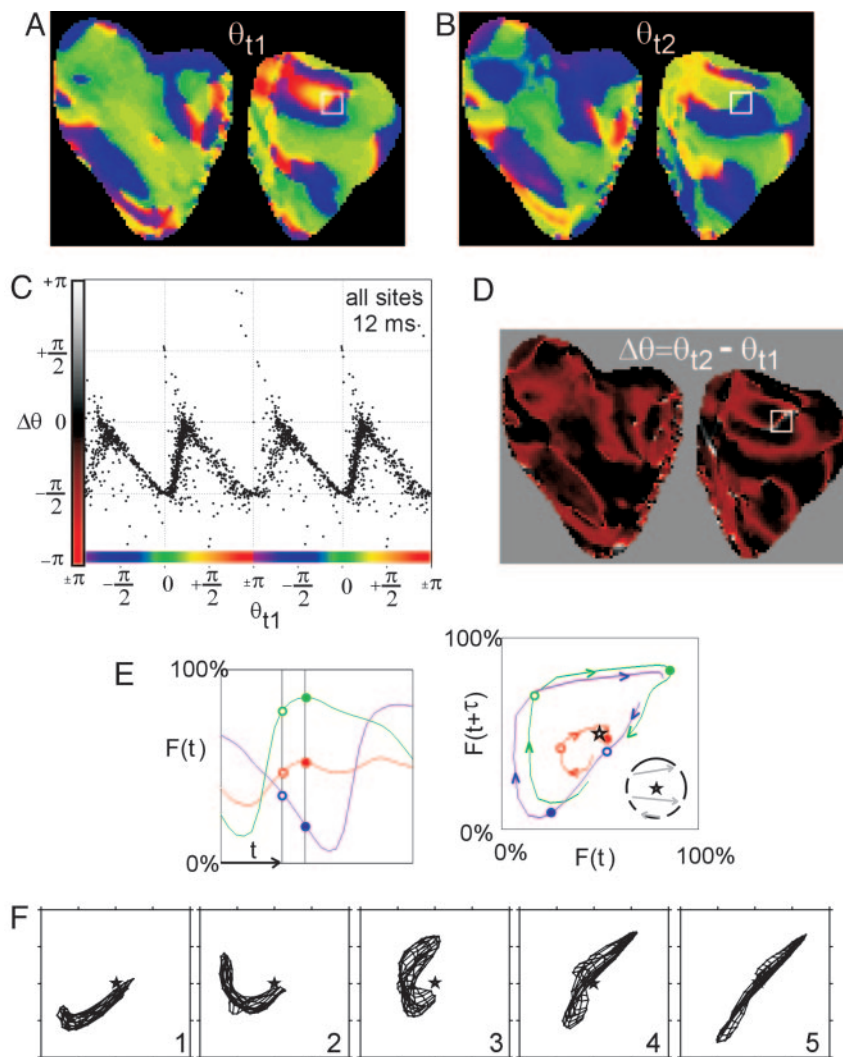 A
θt1
B
θt2
C
+π
+π/2
Δθ 0
-π/2
-π
all sites
12 ms
±π -π/2 0 +π/2 ±π -π/2 0 +π/2 ±π
θt1
D
Δθ=θt2 - θt1
E
100%
F(t)
0%
t
100%
F(t+τ)
0%
0% F(t) 100%
F
1 2 3 4 5